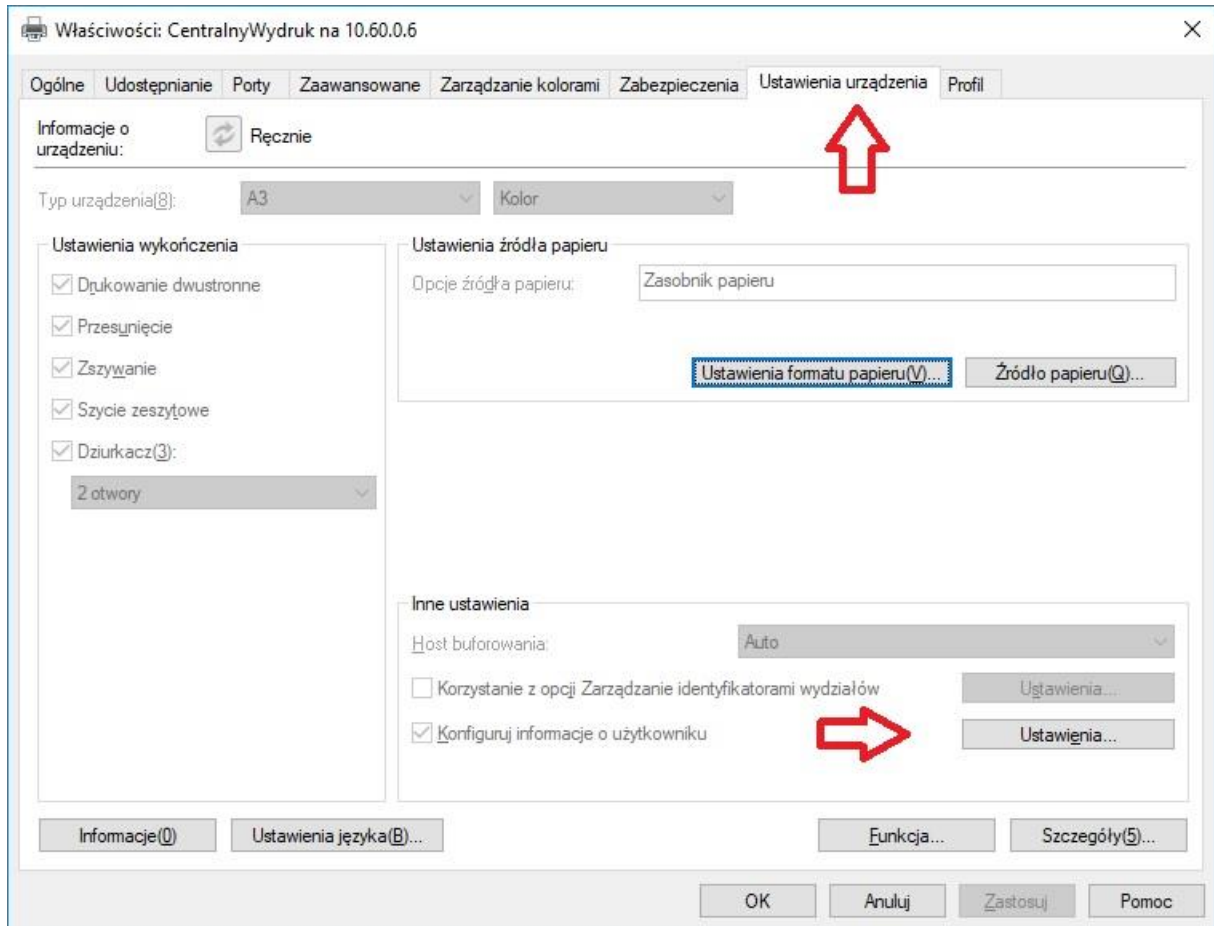 Właściwości: CentralnyWydruk na 10.60.0.6
Ogólne Udostępnianie Porty Zaawansowane Zarządzanie kolorami Zabezpieczenia Ustawienia urządzenia Profil
Informacje o
urządzeniu:
Ręcznie
Typ urządzenia(8): A3 Kolor
Ustawienia wykończenia
Drukowanie dwustronne
Przesunięcie
Zszywanie
Szycie zeszytowe
Dziurkacz(3):
2 otwory
Ustawienia źródła papieru
Opcje źródła papieru: Zasobnik papieru
Ustawienia formatu papieru(V)... Źródło papieru(Q)...
Inne ustawienia
Host buforowania: Auto
Korzystanie z opcji Zarządzanie identyfikatorami wydziałów Ustawienia...
Konfiguruj informacje o użytkowniku Ustawienia...
Informacje(0) Ustawienia języka(B)... Funkcja... Szczegóły(5)...
OK Anuluj Zastosuj Pomoc